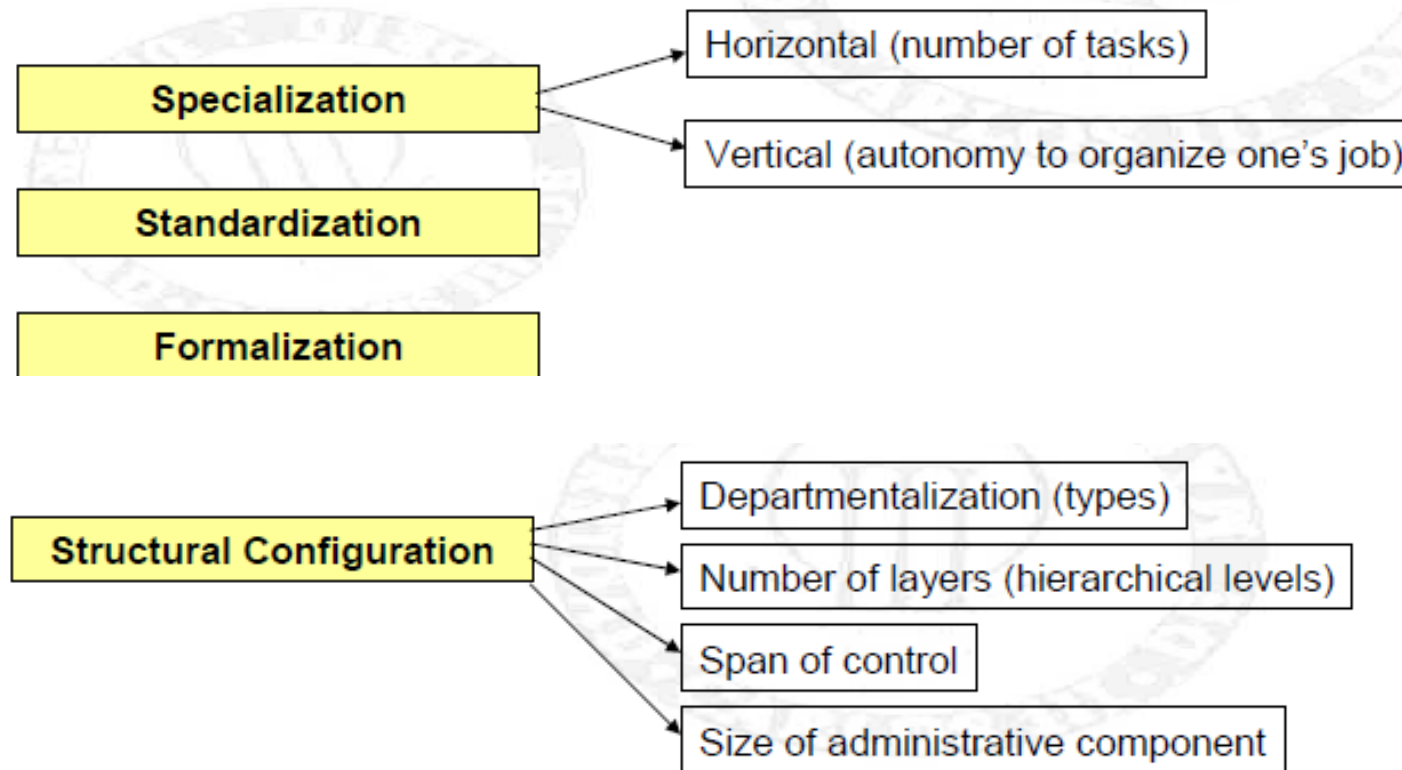 Specialization
Horizontal (number of tasks)
Vertical (autonomy to organize one’s job)
Standardization
Formalization
Structural Configuration
Departmentalization (types)
Number of layers (hierarchical levels)
Span of control
Size of administrative component